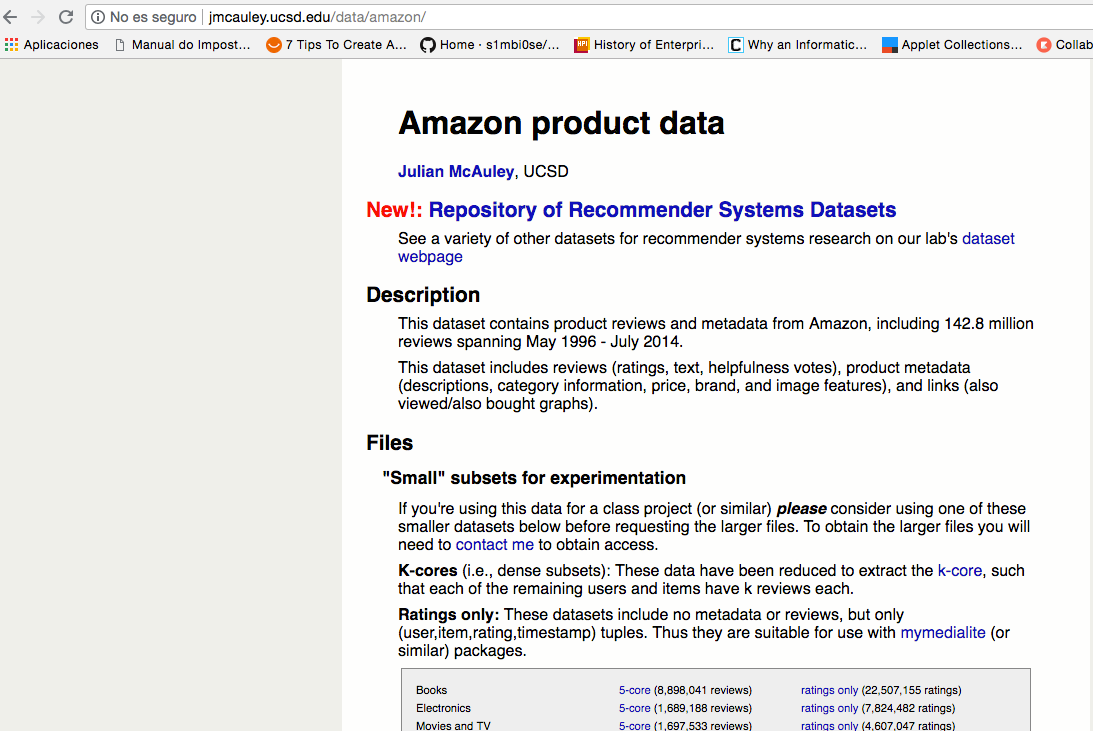 No es seguro | jmcauley.ucsd.edu/data/amazon/
Aplicaciones Manual do Impost... 7 Tips To Create A... Home · s1mbi0se/... HPI History of Enterpri... C Why an Informatic... Applet Collections... Collab
Amazon product data
Julian McAuley, UCSD
New!: Repository of Recommender Systems Datasets
See a variety of other datasets for recommender systems research on our lab's dataset
webpage
Description
This dataset contains product reviews and metadata from Amazon, including 142.8 million
reviews spanning May 1996 - July 2014.
This dataset includes reviews (ratings, text, helpfulness votes), product metadata
(descriptions, category information, price, brand, and image features), and links (also
viewed/also bought graphs).
Files
"Small" subsets for experimentation
If you're using this data for a class project (or similar) please consider using one of these
smaller datasets below before requesting the larger files. To obtain the larger files you will
need to contact me to obtain access.
K-cores (i.e., dense subsets): These data have been reduced to extract the k-core, such
that each of the remaining users and items have k reviews each.
Ratings only: These datasets include no metadata or reviews, but only
(user,item,rating,timestamp) tuples. Thus they are suitable for use with mymedialite (or
similar) packages.
Books 5-core (8,898,041 reviews) ratings only (22,507,155 ratings)
Electronics 5-core (1,689,188 reviews) ratings only (7,824,482 ratings)
Movies and TV 5-core (1,697,533 reviews) ratings only (4,607,047 ratings)